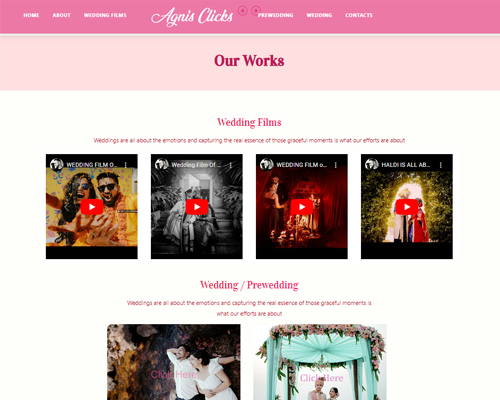 HOME ABOUT WEDDING FILMS Agnis Clicks PREWEDDING WEDDING CONTACTS
Our Works
Wedding Films
Weddings are all about the emotions and capturing the real essence of those graceful moments is what our efforts are about
WEDDING FILM O... Wedding Film Of ... WEDDING FILM o... HALDI IS ALL AB...
Wedding / Prewedding
Weddings are all about the emotions and capturing the real essence of those graceful moments is
what our efforts are about
Click Here Click Here